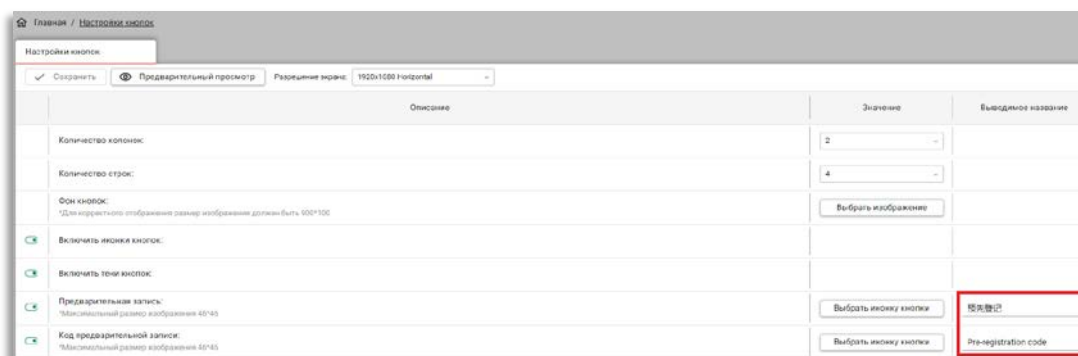 Главная / Настройки кнопок
Настройки кнопок
Сохранить Предварительный просмотр Разрешение экрана: 1920x1080 Horizontal
Описание Значение Выводимое название
Количество колонок: 2
Количество строк: 4
Фон кнопок: Выбрать изображение
*Для корректного отображения размер изображения должен быть 900*100
Включить иконки кнопок:
Включить тени кнопок:
Предварительная запись: Выбрать иконку кнопки 预先登记
*Максимальный размер изображения 46*46
Код предварительной записи: Выбрать иконку кнопки Pre-registration code
*Максимальный размер изображения 46*46